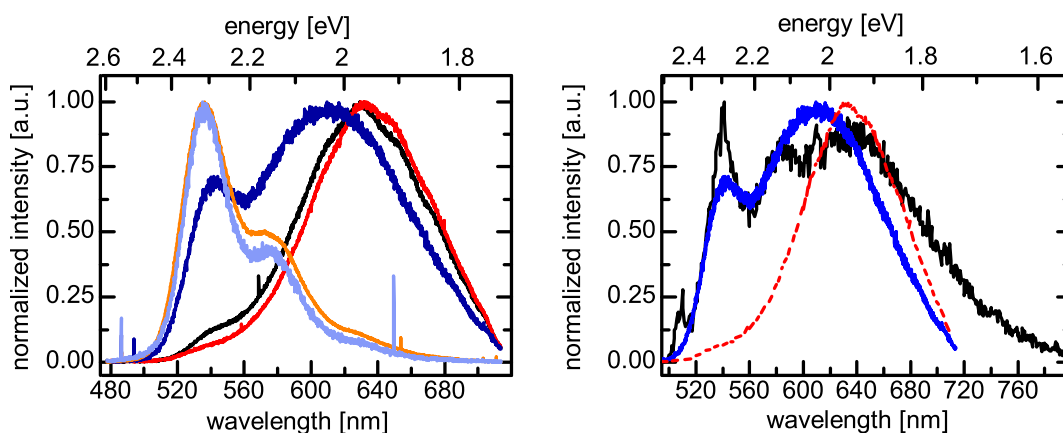 energy [eV]
2.6 2.4 2.2 2 1.8
normalized intensity [a.u.]
1.00
0.75
0.50
0.25
0.00
480 520 560 600 640 680
wavelength [nm]
energy [eV]
2.4 2.2 2 1.8 1.6
normalized intensity [a.u.]
1.00
0.75
0.50
0.25
0.00
520 560 600 640 680 720 760
wavelength [nm]